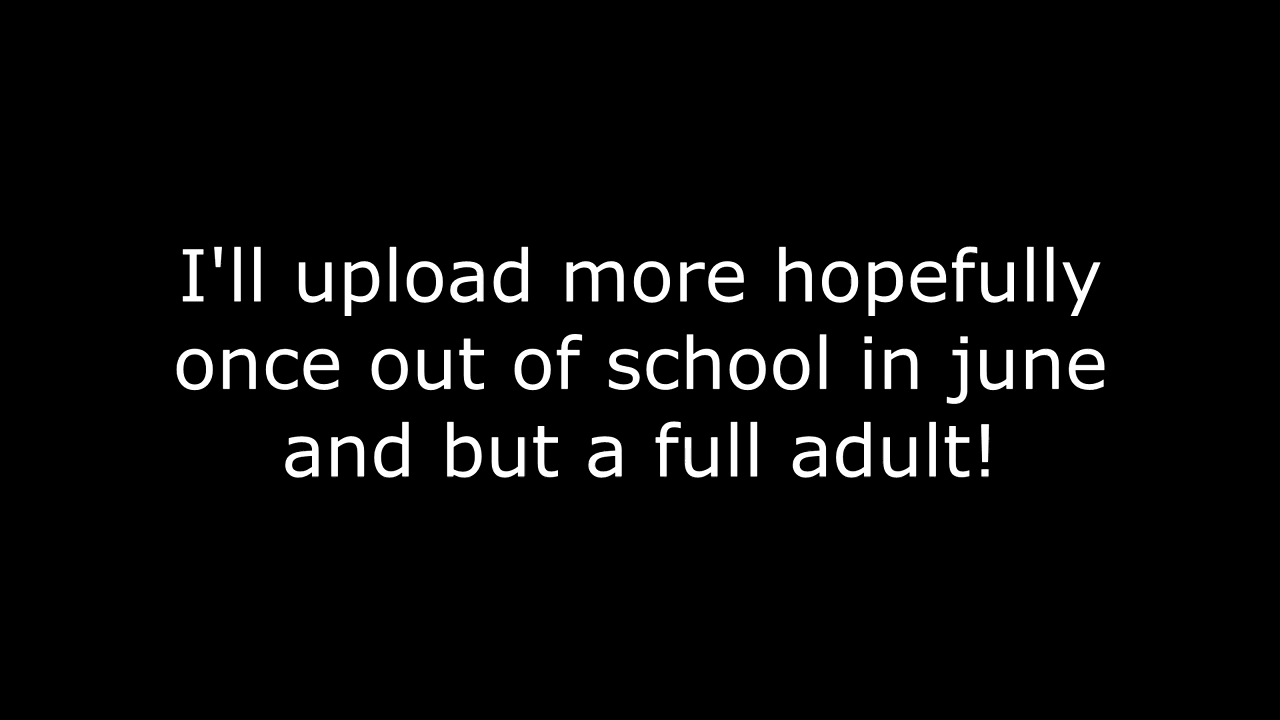 I'll upload more hopefully
once out of school in june
and but a full adult!